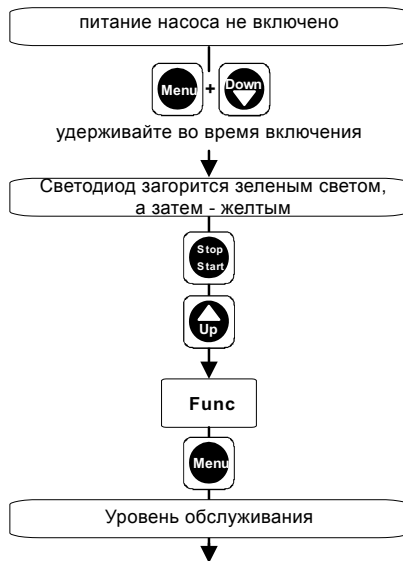 питание насоса не включено
Menu + Down
удерживайте во время включения
Светодиод загорится зеленым светом,
а затем - желтым
Stop
Start
Up
Func
Menu
Уровень обслуживания